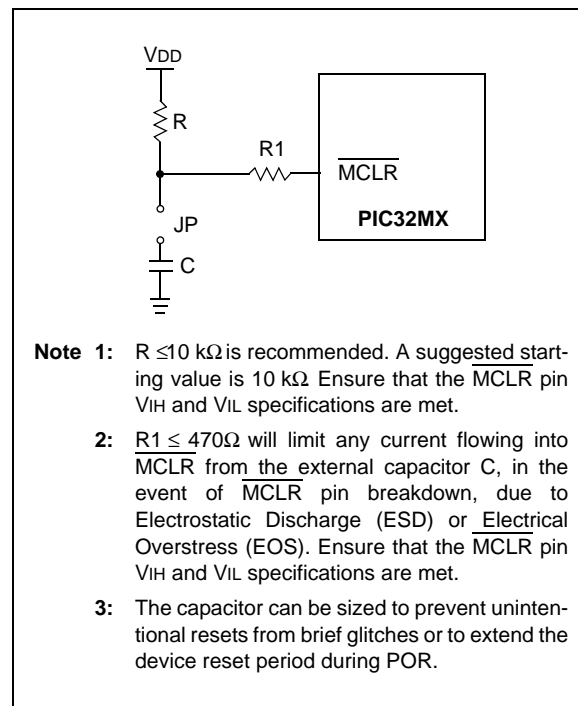 VDD
R
R1
MCLR
PIC32MX
JP
C
Note 1: R ≤10 kΩ is recommended. A suggested start-
ing value is 10 kΩ Ensure that the MCLR pin
VIH and VIL specifications are met.
2: R1 ≤ 470Ω will limit any current flowing into
MCLR from the external capacitor C, in the
event of MCLR pin breakdown, due to
Electrostatic Discharge (ESD) or Electrical
Overstress (EOS). Ensure that the MCLR pin
VIH and VIL specifications are met.
3: The capacitor can be sized to prevent uninten-
tional resets from brief glitches or to extend the
device reset period during POR.